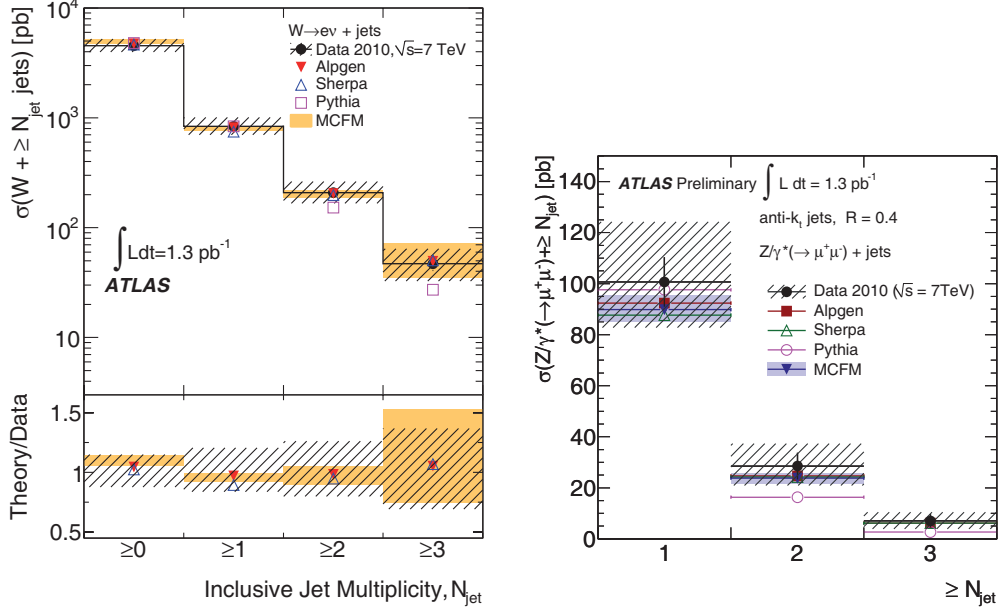 W→eν + jets
Data 2010,√s=7 TeV
Alpgen
Sherpa
Pythia
MCFM
σ(W + ≥ N_jet jets) [pb]
10⁴
10³
10²
10
∫Ldt=1.3 pb⁻¹
ATLAS
Theory/Data
1.5
1
0.5
≥0 ≥1 ≥2 ≥3
Inclusive Jet Multiplicity, N_jet
ATLAS Preliminary ∫ L dt = 1.3 pb⁻¹
anti-k_t jets, R = 0.4
Z/γ*(→ μ⁺μ⁻) + jets
Data 2010 (√s = 7TeV)
Alpgen
Sherpa
Pythia
MCFM
σ(Z/γ*(→μ⁺μ⁻)+≥ N_jet) [pb]
140
120
100
80
60
40
20
0
1 2 3
≥ N_jet